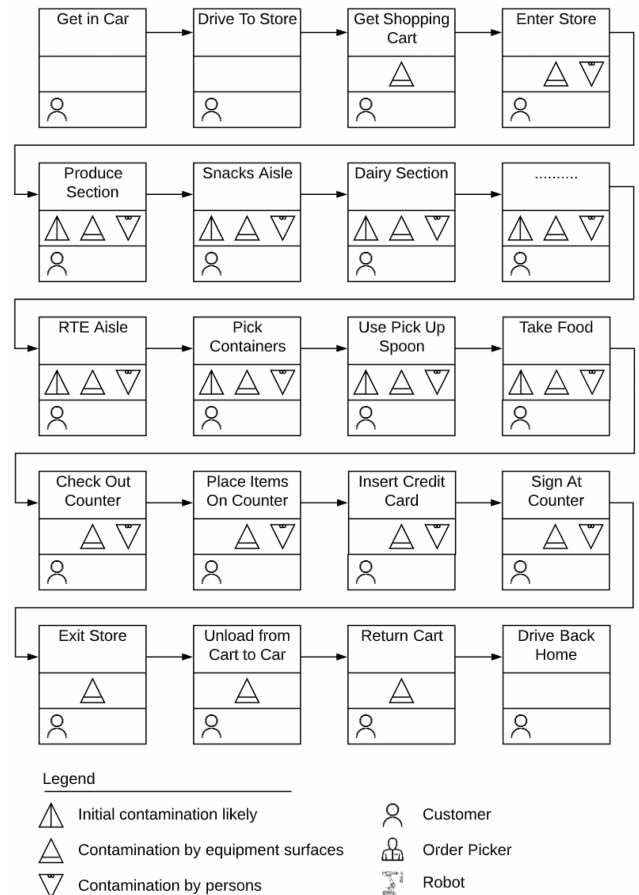 Get in Car
Drive To Store
Get Shopping
Cart
Enter Store
Produce
Section
Snacks Aisle
Dairy Section
..........
RTE Aisle
Pick
Containers
Use Pick Up
Spoon
Take Food
Check Out
Counter
Place Items
On Counter
Insert Credit
Card
Sign At
Counter
Exit Store
Unload from
Cart to Car
Return Cart
Drive Back
Home
Legend
Initial contamination likely
Customer
Contamination by equipment surfaces
Order Picker
Contamination by persons
Robot